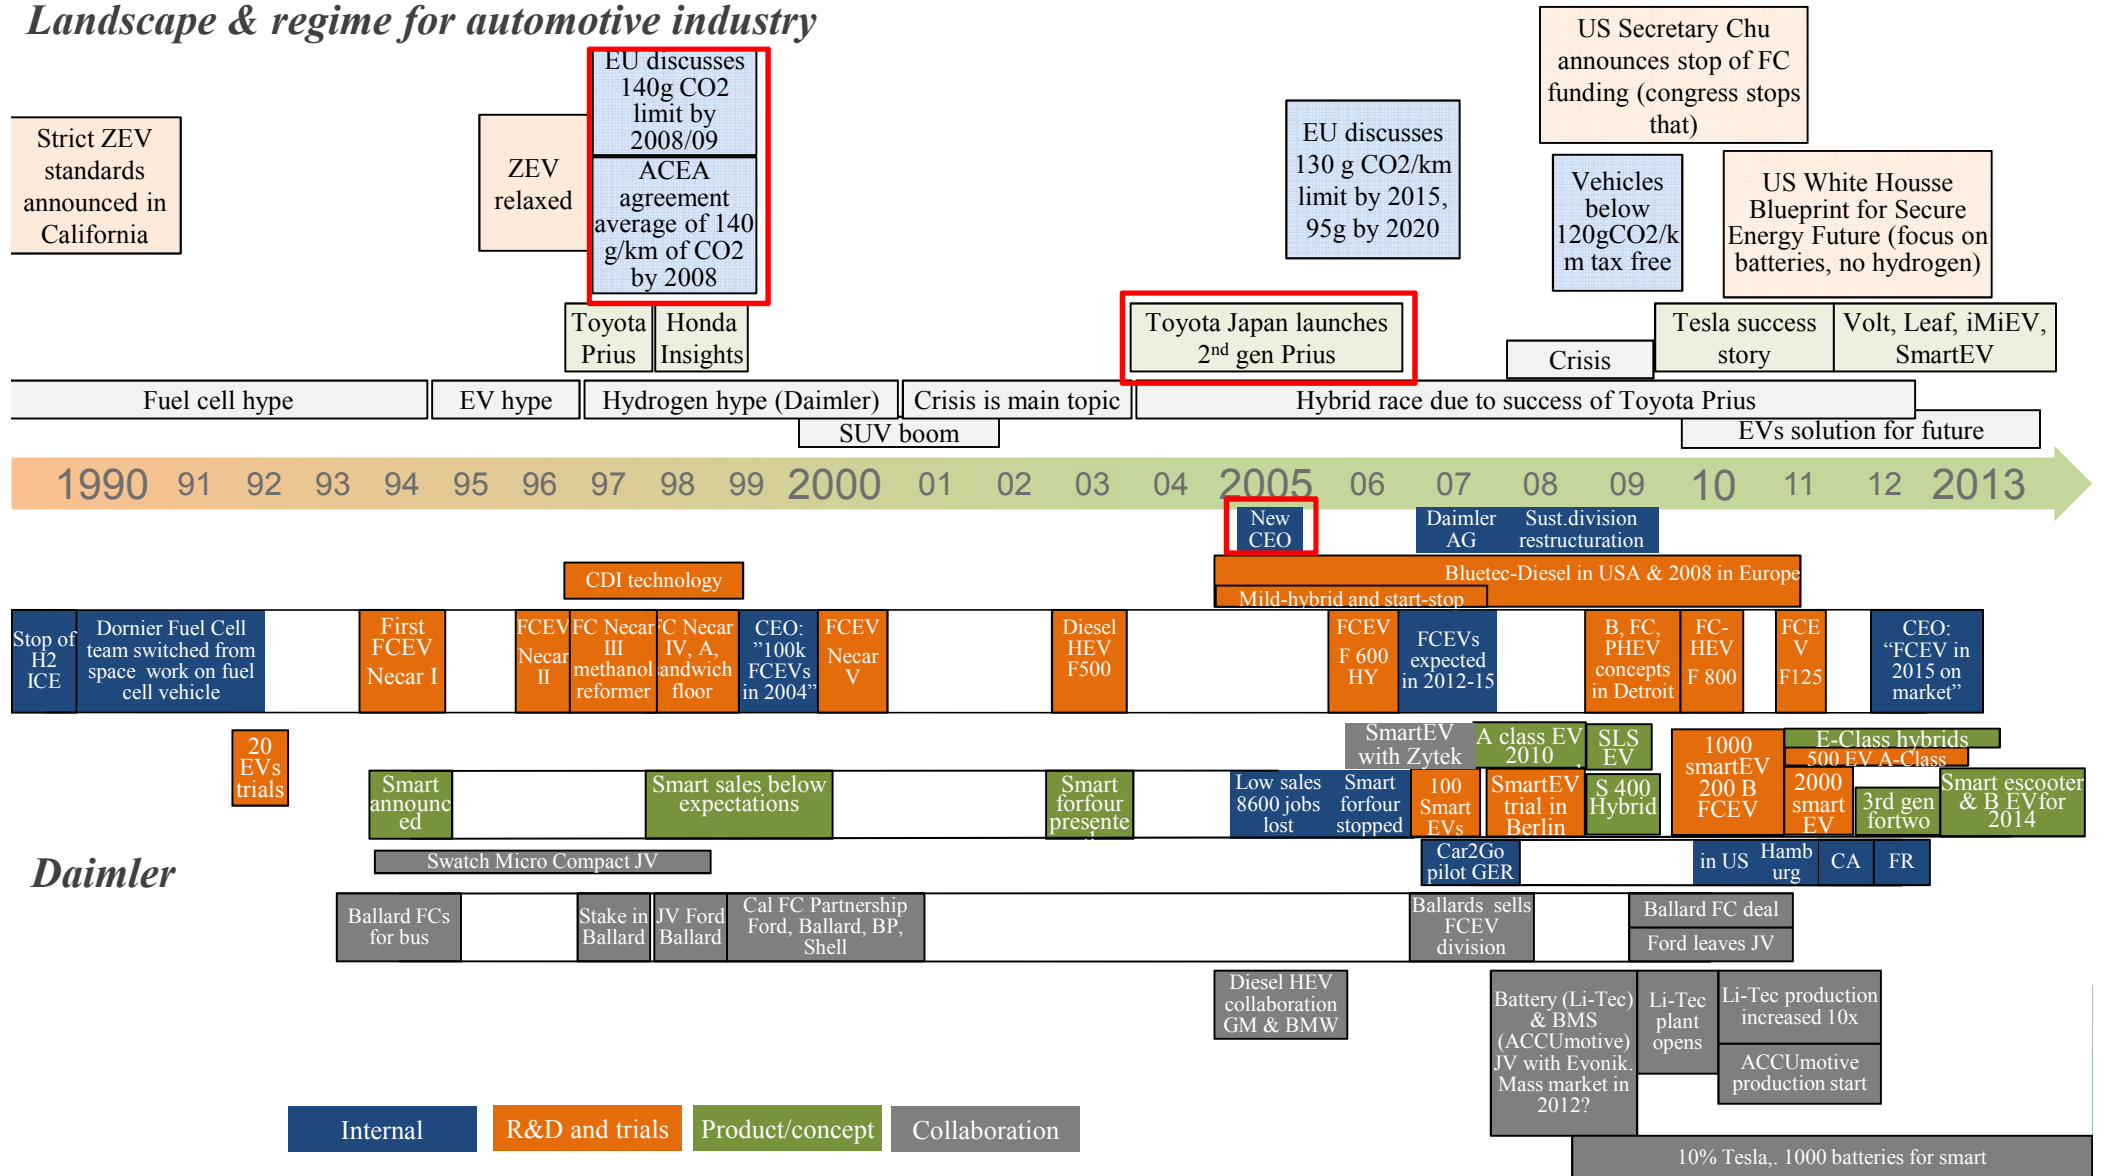 Landscape & regime for automotive industry
US Secretary Chu
announces stop of FC
funding (congress stops
that)
EU discusses
140g CO2
limit by
2008/09
ACEA
agreement
average of 140
g/km of CO2
by 2008
Strict ZEV
standards
announced in
California
ZEV
relaxed
EU discusses
130 g CO2/km
limit by 2015,
95g by 2020
Vehicles
below
120gCO2/k
m tax free
US White Housse
Blueprint for Secure
Energy Future (focus on
batteries, no hydrogen)
Toyota
Prius
Honda
Insights
Toyota Japan launches
2nd gen Prius
Crisis
Tesla success
story
Volt, Leaf, iMiEV,
SmartEV
Fuel cell hype
EV hype
Hydrogen hype (Daimler)
Crisis is main topic
Hybrid race due to success of Toyota Prius
SUV boom
EVs solution for future
1990 91 92 93 94 95 96 97 98 99 2000 01 02 03 04 2005 06 07 08 09 10 11 12 2013
New
CEO
Daimler
AG
Sust.division
restructuration
CDI technology
Bluetec-Diesel in USA & 2008 in Europe
Mild-hybrid and start-stop
Stop of
H2
ICE
Dornier Fuel Cell
team switched from
space work on fuel
cell vehicle
First
FCEV
Necar I
FCEV
Necar
II
FC Necar
III
methanol
reformer
FC Necar
IV, A,
sandwich
floor
CEO:
"100k
FCEVs
in 2004"
FCEV
Necar
V
Diesel
HEV
F500
FCEV
F 600
HY
FCEVs
expected
in 2012-15
B, FC,
PHEV
concepts
in Detroit
FC-
HEV
F 800
FCE
V
F125
CEO:
“FCEV in
2015 on
market”
20
EVs
trials
SmartEV
with Zytek
A class EV
2010
SLS
EV
1000
smartEV
200 B
FCEV
E-Class hybrids
500 EV A-Class
Smart
announc
ed
Smart sales below
expectations
Smart
forfour
presente
Low sales
8600 jobs
lost
Smart
forfour
stopped
100
Smart
EVs
SmartEV
trial in
Berlin
S 400
Hybrid
2000
smart
EV
3rd gen
fortwo
Smart escooter
& B EVfor
2014
Daimler
Swatch Micro Compact JV
Car2Go
pilot GER
in US
Hamb
urg
CA
FR
Ballard FCs
for bus
Stake in
Ballard
JV Ford
Ballard
Cal FC Partnership
Ford, Ballard, BP,
Shell
Ballards sells
FCEV
division
Ballard FC deal
Ford leaves JV
Diesel HEV
collaboration
GM & BMW
Battery (Li-Tec)
& BMS
(ACCUmotive)
JV with Evonik.
Mass market in
2012?
Li-Tec
plant
opens
Li-Tec production
increased 10x
ACCUmotive
production start
10% Tesla,. 1000 batteries for smart
Internal
R&D and trials
Product/concept
Collaboration